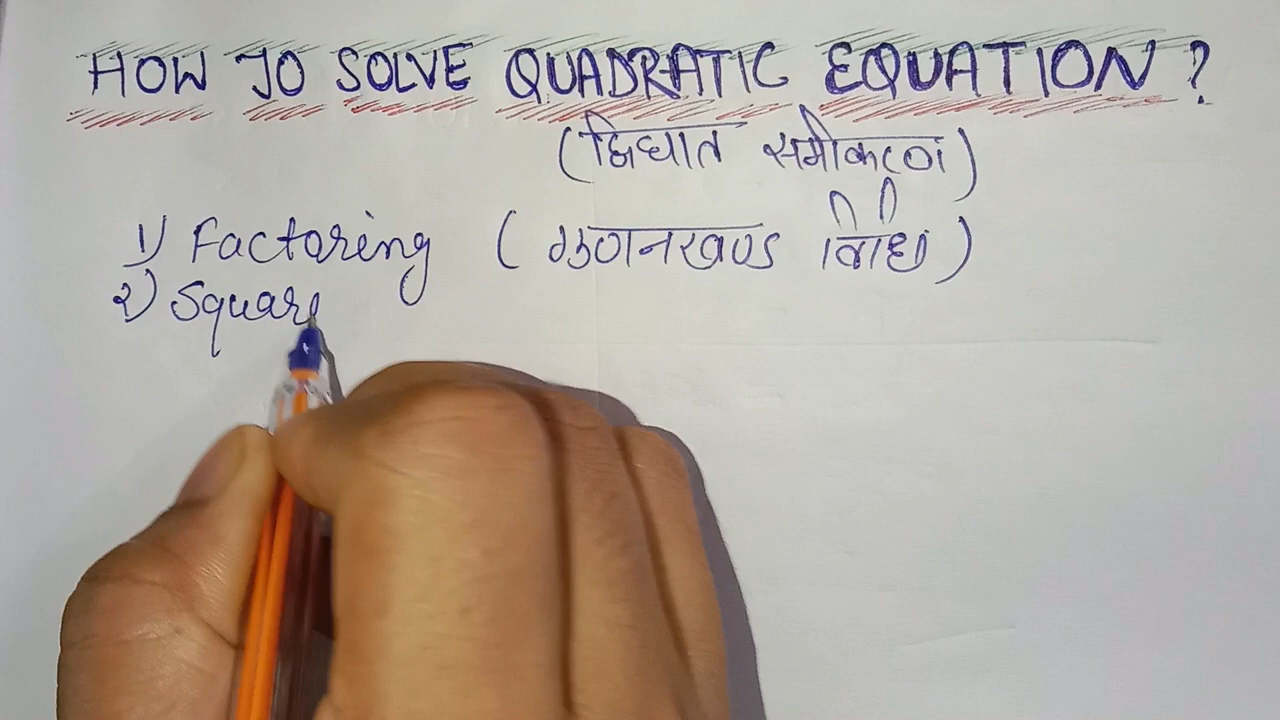 HOW TO SOLVE QUADRATIC EQUATION ?
(द्विघात समीकरण)
1) Factoring (गुणनखण्ड विधि)
2) Square